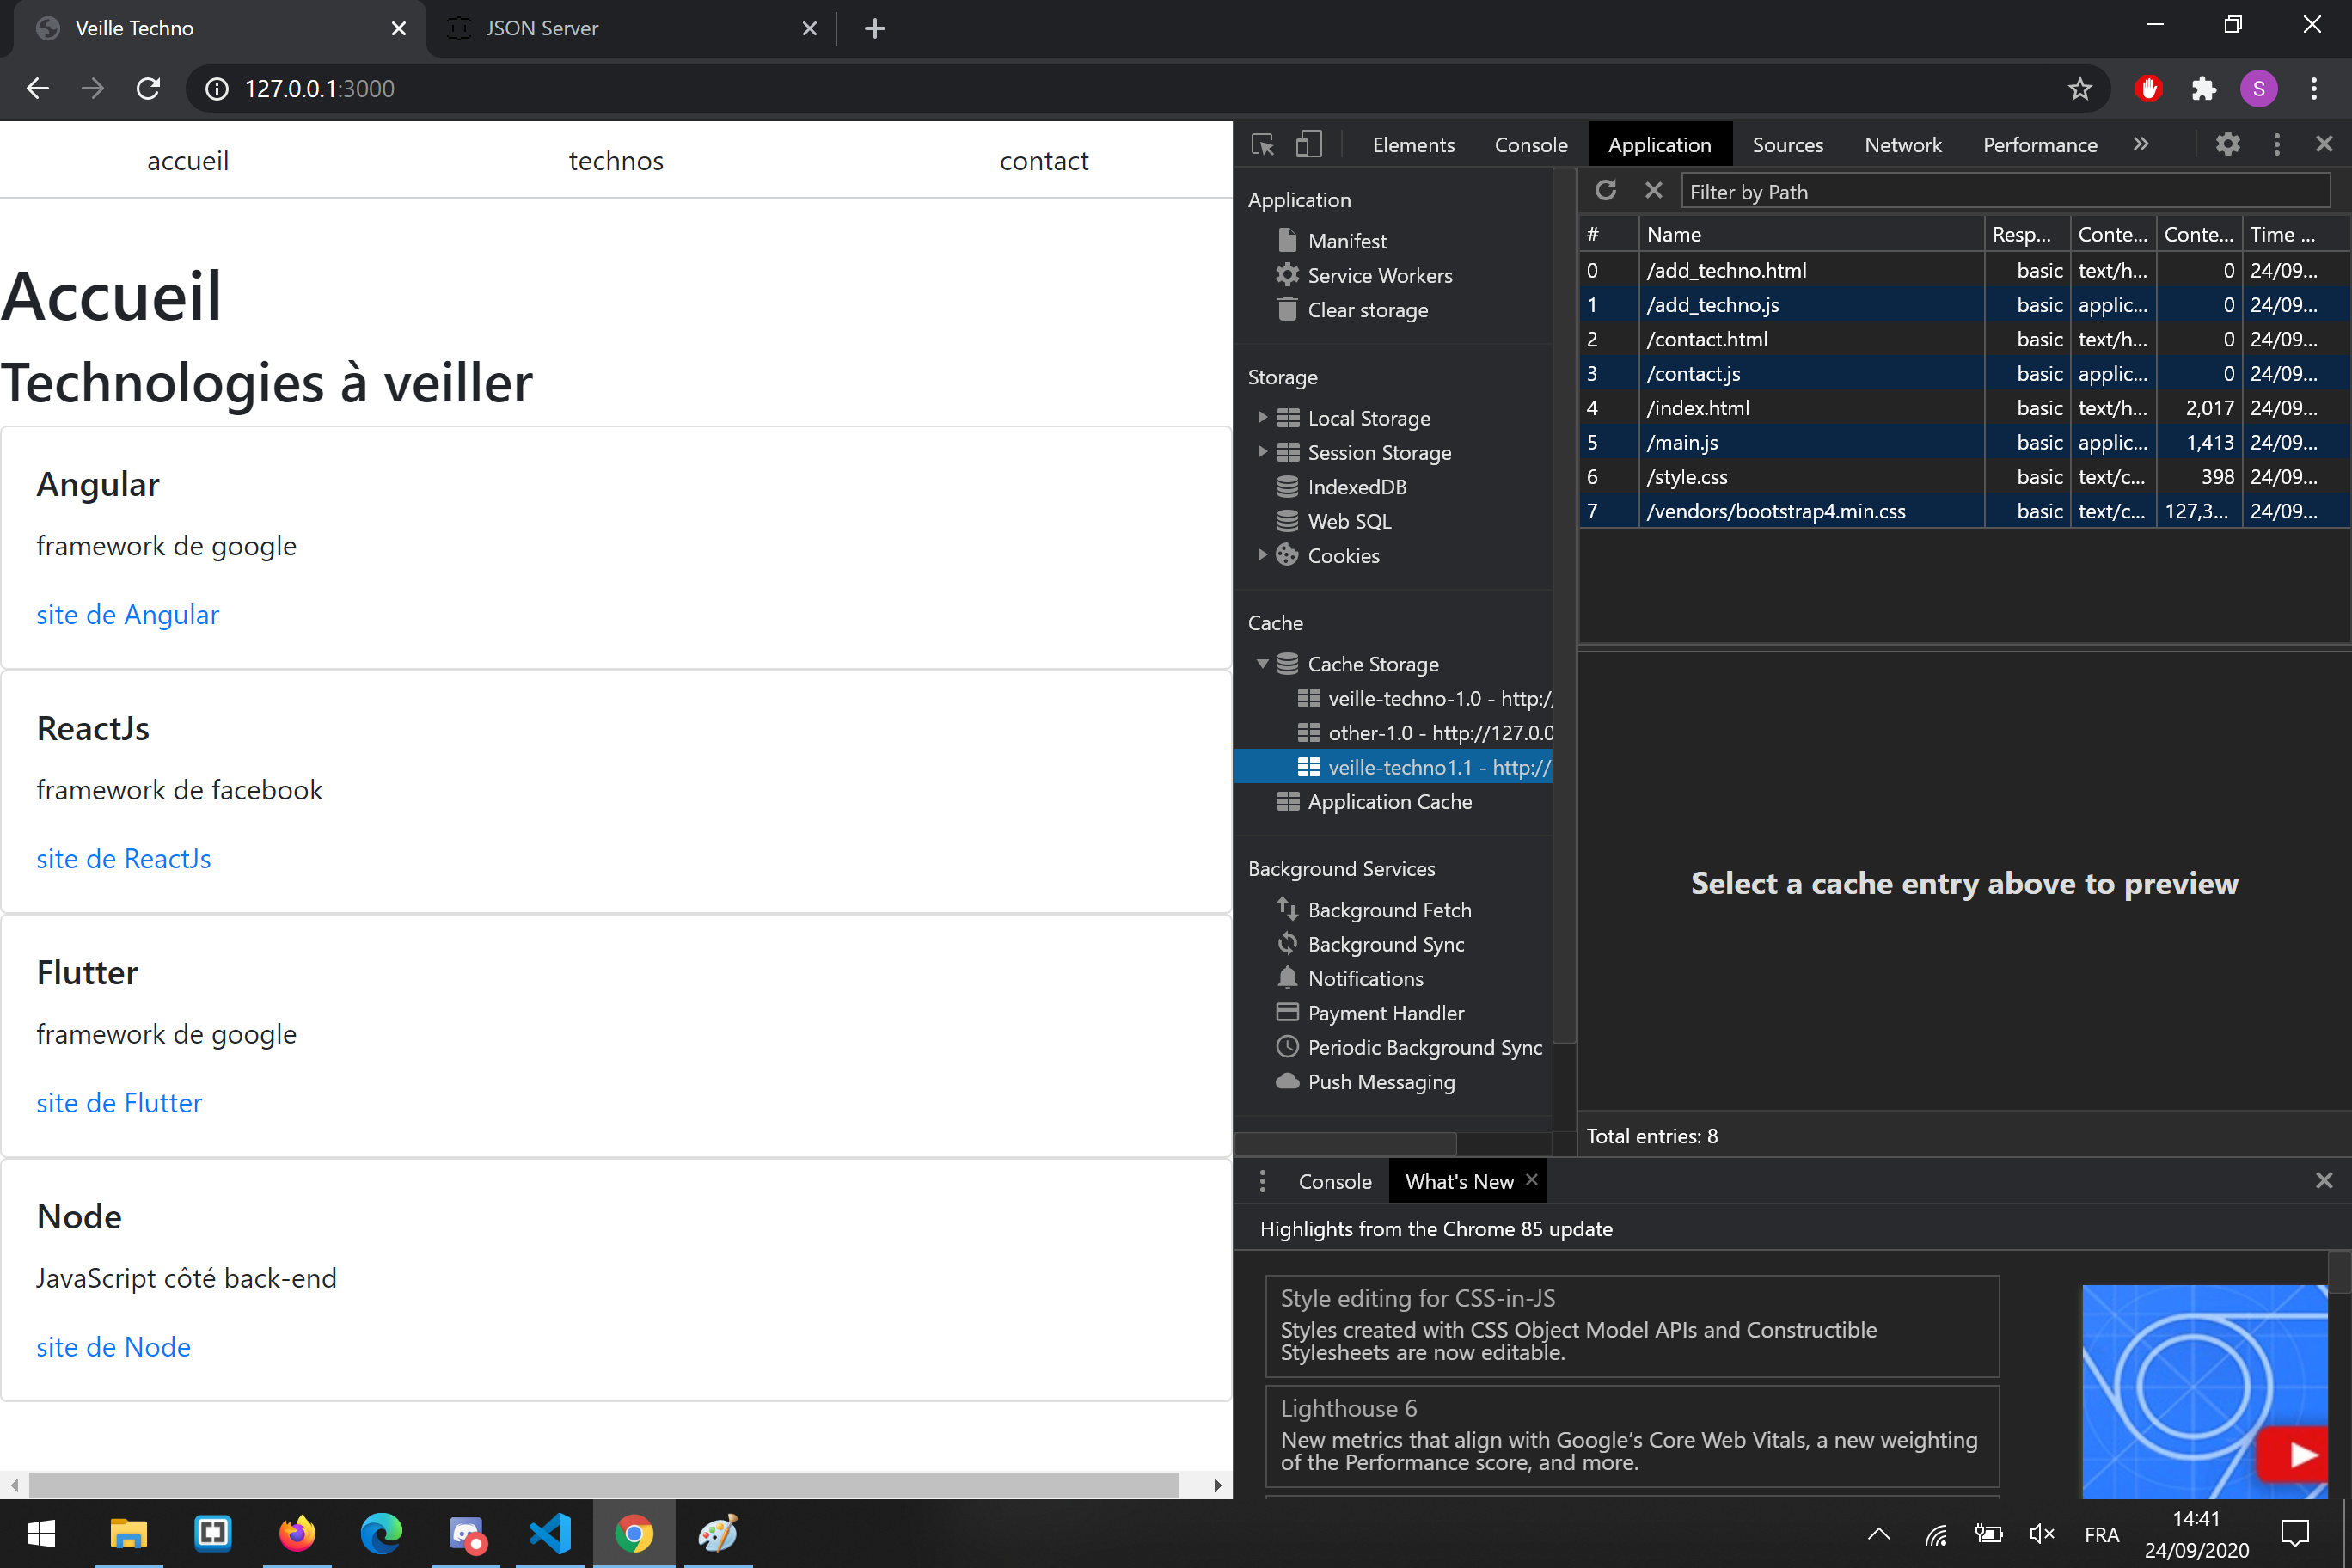 Veille Techno
JSON Server
127.0.0.1:3000
S
accueil technos contact
Accueil
Technologies à veiller
Angular
framework de google
site de Angular
ReactJs
framework de facebook
site de ReactJs
Flutter
framework de google
site de Flutter
Node
JavaScript côté back-end
site de Node
Elements Console Application Sources Network Performance
Application
Manifest
Service Workers
Clear storage
Storage
Local Storage
Session Storage
IndexedDB
Web SQL
Cookies
Cache
Cache Storage
veille-techno-1.0 - http:/
other-1.0 - http://127.0.0
veille-techno1.1 - http://
Application Cache
Background Services
Background Fetch
Background Sync
Notifications
Payment Handler
Periodic Background Sync
Push Messaging
Filter by Path
# Name Resp... Conte... Conte... Time ...
0 /add_techno.html basic text/h... 0 24/09...
1 /add_techno.js basic applic... 0 24/09...
2 /contact.html basic text/h... 0 24/09...
3 /contact.js basic applic... 0 24/09...
4 /index.html basic text/h... 2,017 24/09...
5 /main.js basic applic... 1,413 24/09...
6 /style.css basic text/c... 398 24/09...
7 /vendors/bootstrap4.min.css basic text/c... 127,3... 24/09...
Select a cache entry above to preview
Total entries: 8
Console What's New
Highlights from the Chrome 85 update
Style editing for CSS-in-JS
Styles created with CSS Object Model APIs and Constructible
Stylesheets are now editable.
Lighthouse 6
New metrics that align with Google’s Core Web Vitals, a new weighting
of the Performance score, and more.
FRA
14:41
24/09/2020